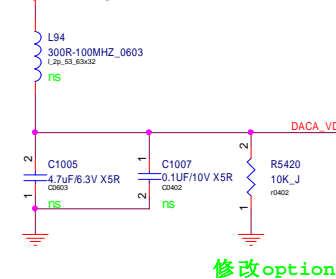 L94
300R-100MHZ_0603
l_2p_53_63x32
ns
DACA_VD
2
C1005
4.7uF/6.3V X5R
C0603
1
ns
1
C1007
0.1UF/10V X5R
C0402
2
ns
2
R5420
10K_J
r0402
1
修改option